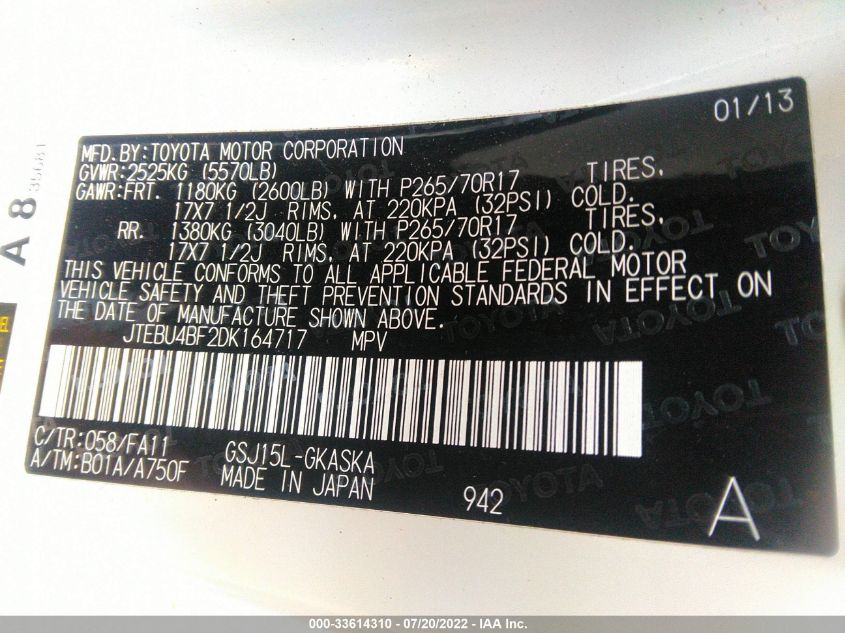 01/13
MFD.BY:TOYOTA MOTOR CORPORATION
GVWR:2525KG (5570LB)
GAWR:FRT. 1180KG (2600LB) WITH P265/70R17 TIRES,
17X7 1/2J RIMS, AT 220KPA (32PSI) COLD.
RR. 1380KG (3040LB) WITH P265/70R17 TIRES,
17X7 1/2J RIMS, AT 220KPA (32PSI) COLD.
THIS VEHICLE CONFORMS TO ALL APPLICABLE FEDERAL MOTOR
VEHICLE SAFETY AND THEFT PREVENTION STANDARDS IN EFFECT ON
THE DATE OF MANUFACTURE SHOWN ABOVE.
JTEBU4BF2DK164717 MPV
C/TR:058/FA11 GSJ15L-GKASKA
A/TM:B01A/A750F MADE IN JAPAN 942 A
A 8
TOYOTA
000-33614310 - 07/20/2022 - IAA Inc.